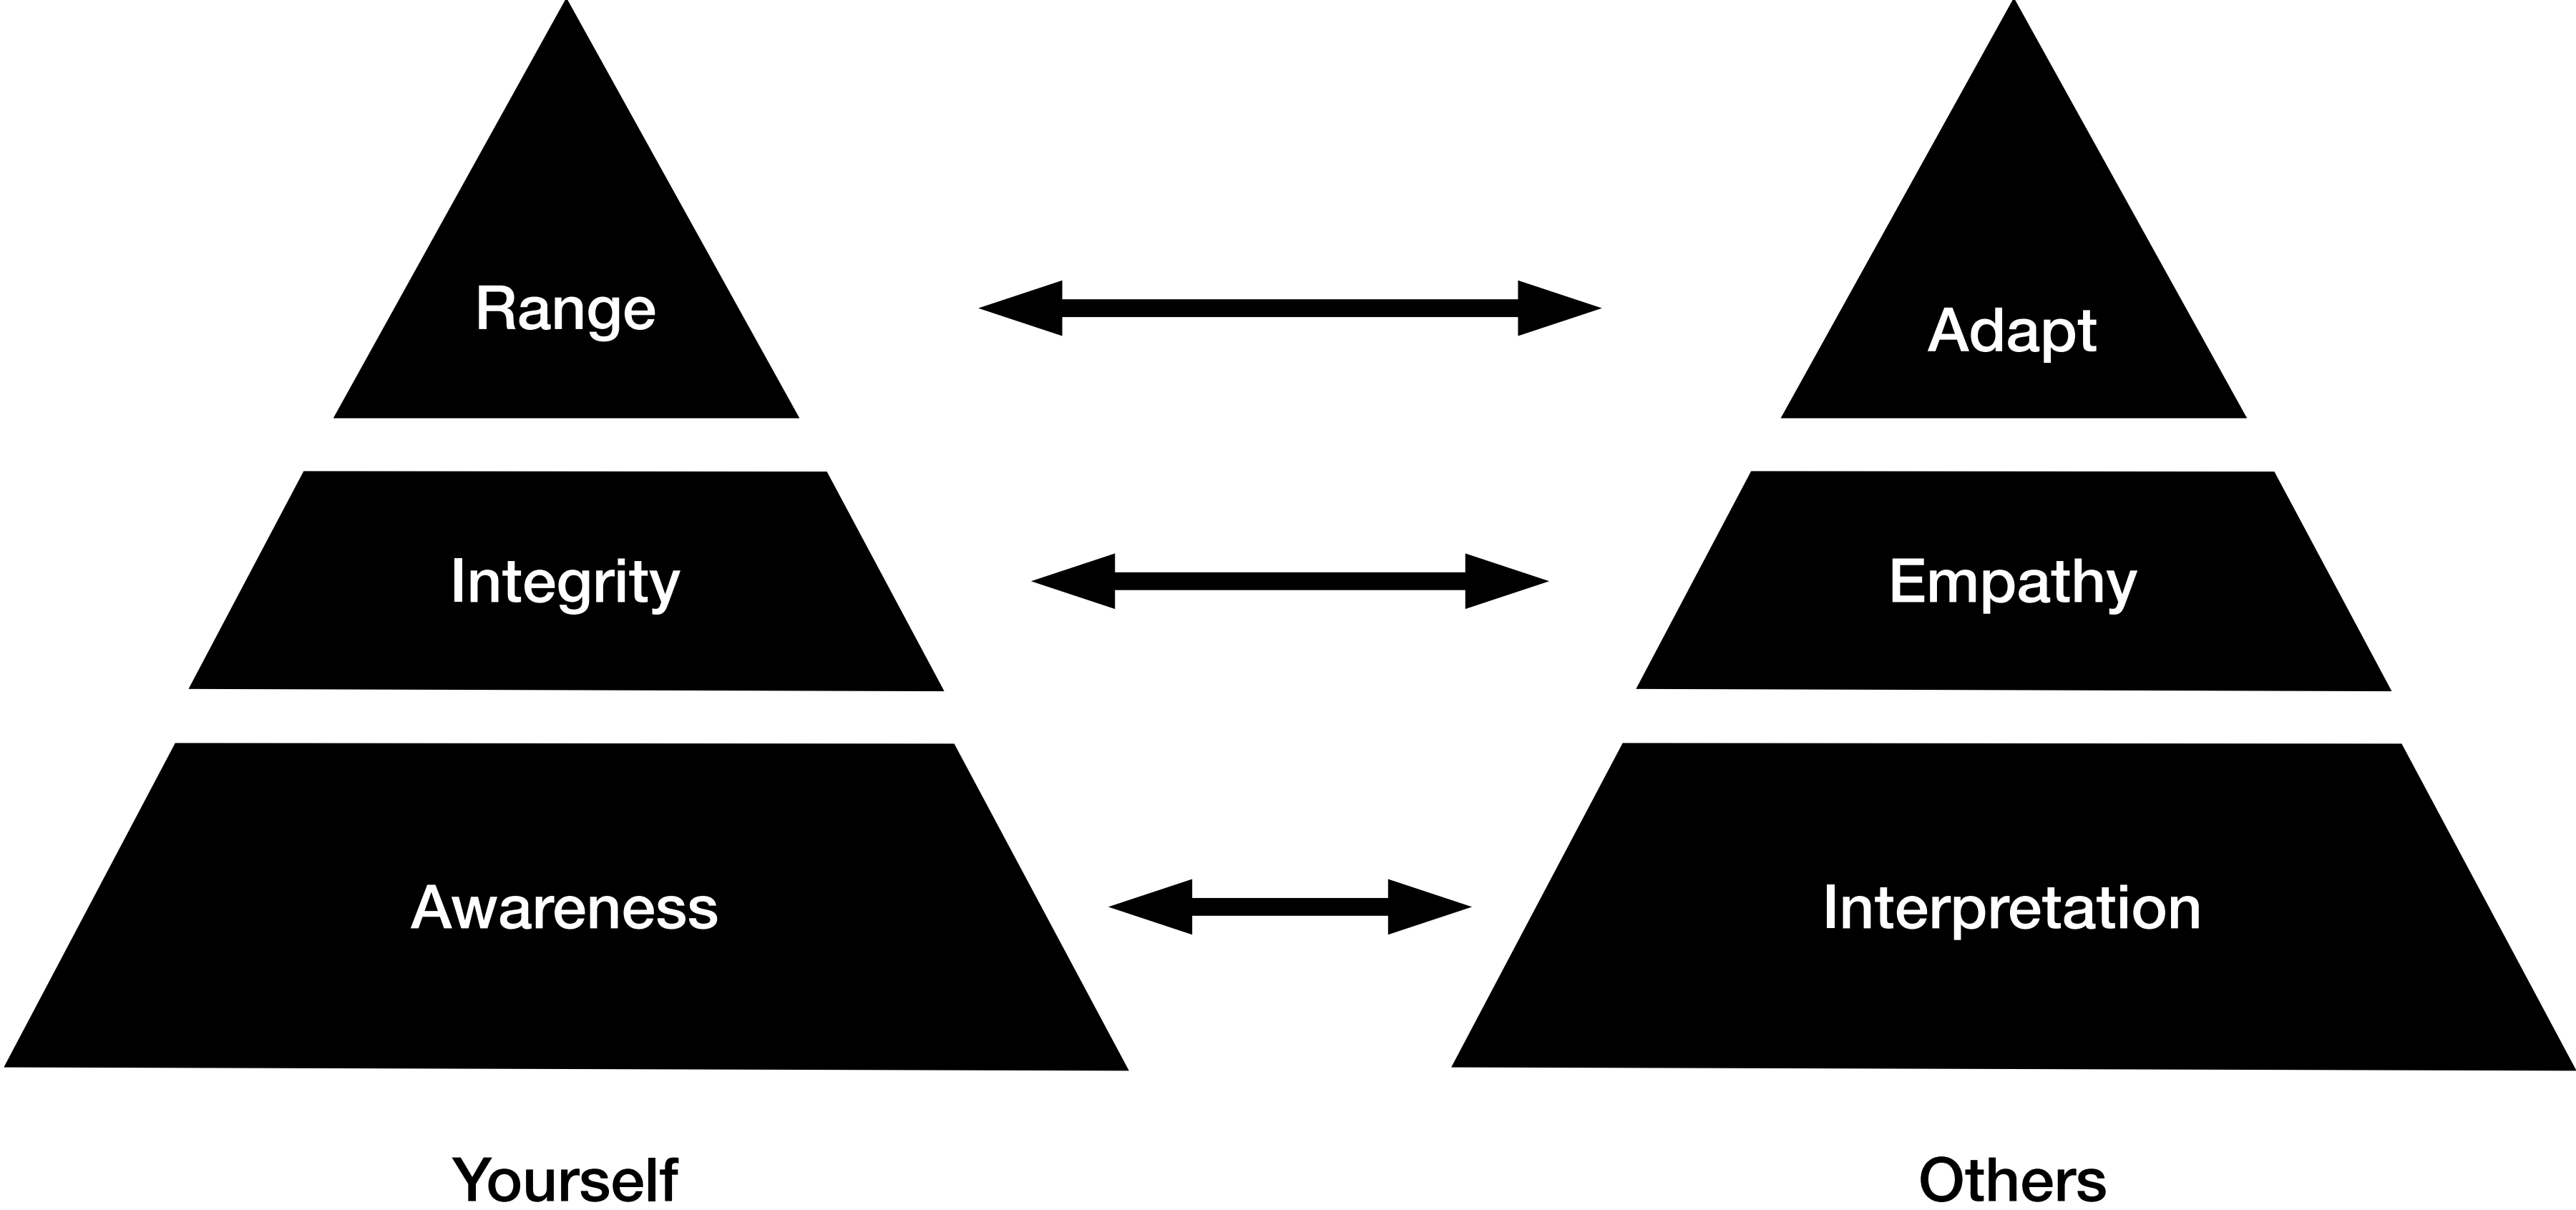 Range
Adapt
Integrity
Empathy
Awareness
Interpretation
Yourself
Others